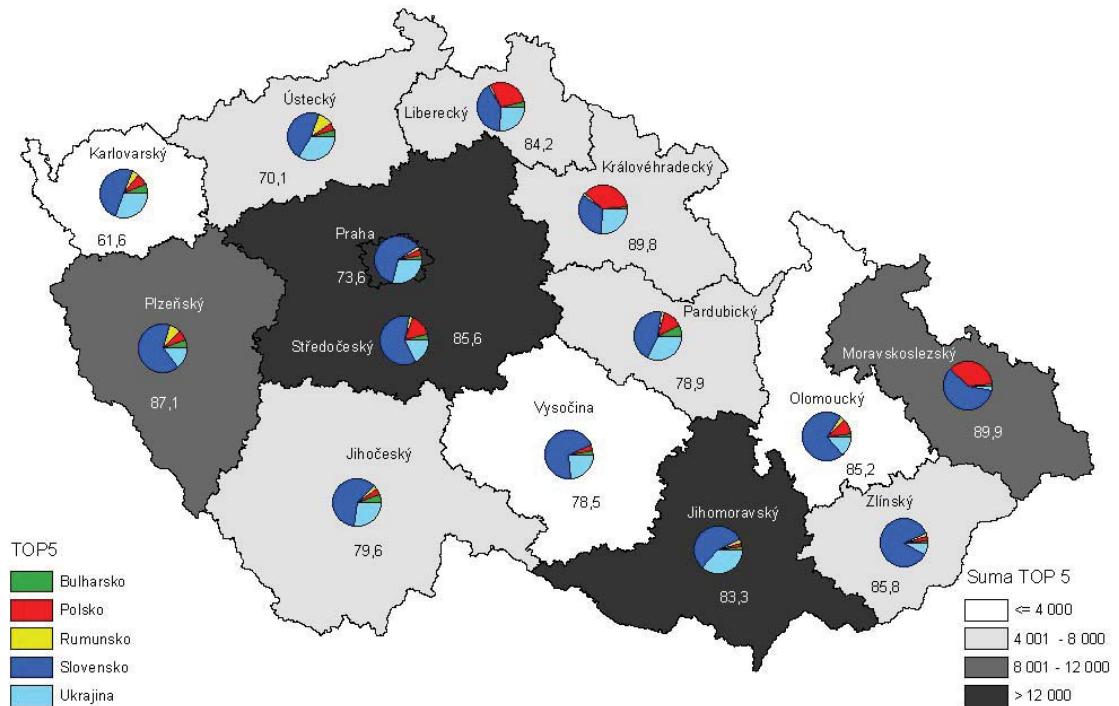 Ústecký
70,1
Liberecký
84,2
Karlovarský
61,6
Královéhradecký
89,8
Praha
73,6
Plzeňský
87,1
Středočeský
85,6
Pardubický
78,9
Moravskoslezský
89,9
Vysočina
78,5
Olomoucký
85,2
Jihočeský
79,6
Jihomoravský
83,3
Zlínský
85,8
TOP5
Bulharsko
Polsko
Rumunsko
Slovensko
Ukrajina
Suma TOP 5
<= 4 000
4 001 - 8 000
8 001 - 12 000
> 12 000